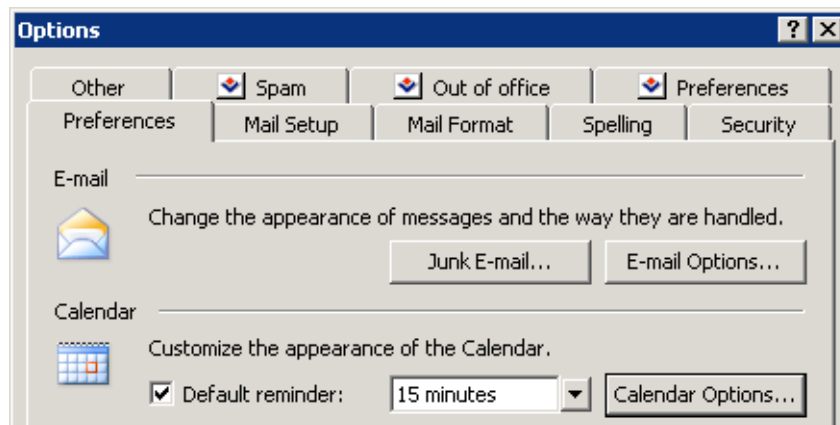 Options
Other Spam Out of office Preferences
Preferences Mail Setup Mail Format Spelling Security
E-mail
Change the appearance of messages and the way they are handled.
Junk E-mail... E-mail Options...
Calendar
Customize the appearance of the Calendar.
Default reminder: 15 minutes Calendar Options...